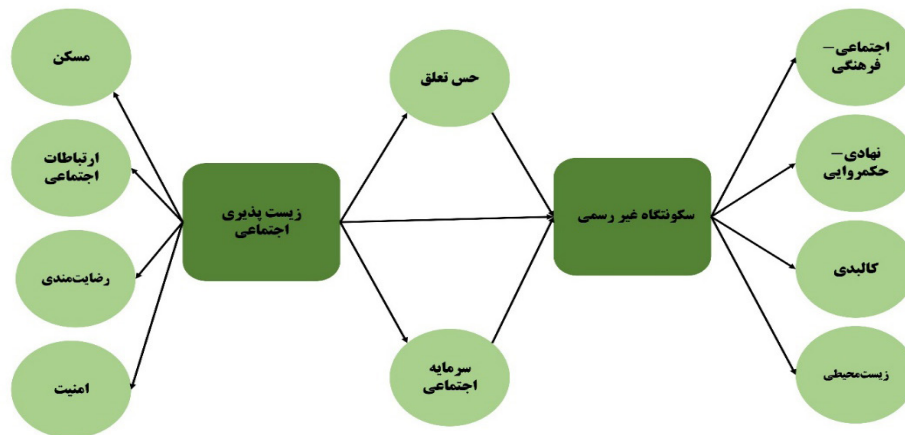 مسکن
ارتباطات
اجتماعی
رضایت‌مندی
امنیت
زیست پذیری
اجتماعی
حس تعلق
سرمایه
اجتماعی
سکونتگاه غیر رسمی
اجتماعی–
فرهنگی
نهادی–
حکمروایی
کالبدی
زیست‌محیطی